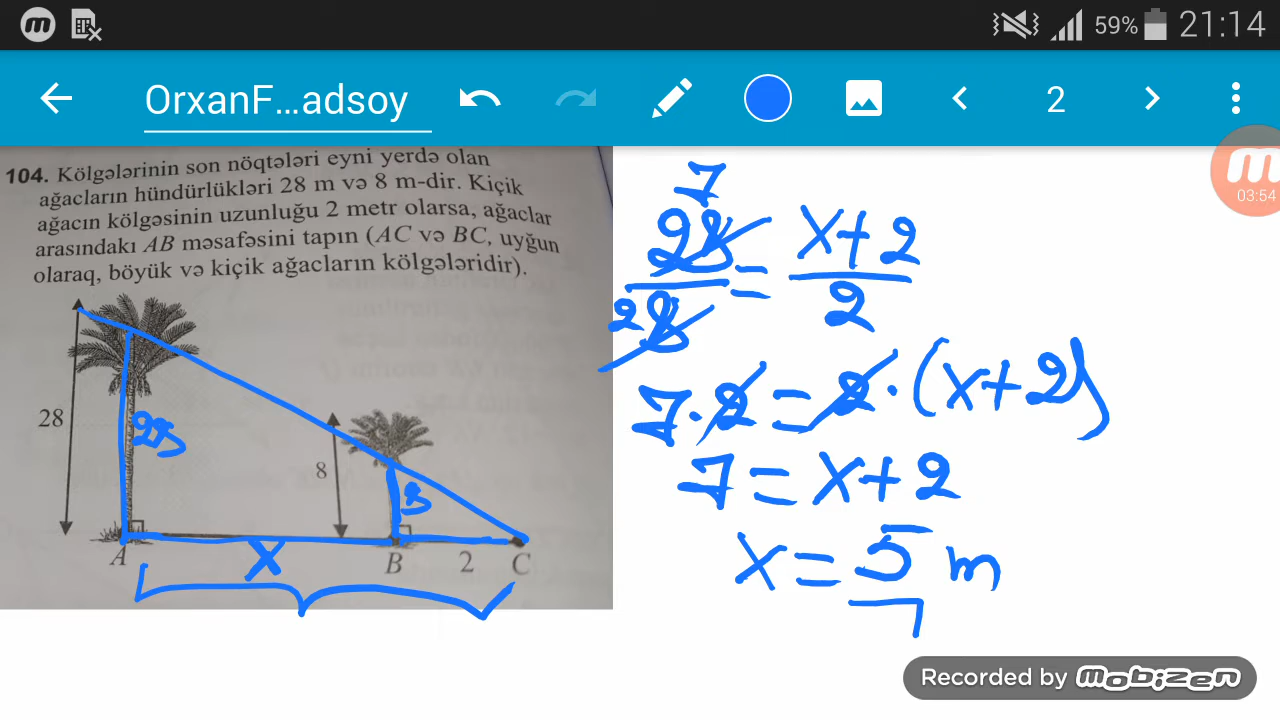 59% 21:14
OrxanF...adsoy 2
03:54
104. Kölgələrinin son nöqtələri eyni yerdə olan
ağacların hündürlükləri 28 m və 8 m-dir. Kiçik
ağacın kölgəsinin uzunluğu 2 metr olarsa, ağaclar
arasındakı AB məsafəsini tapın (AC və BC, uyğun
olaraq, böyük və kiçik ağacların kölgələridir).
28
28
8
8
A
X
B
2
C
7
28/28 = X+2/2
7·2 = 2·(X+2)
7 = X+2
X = 5 m
Recorded by mobizen